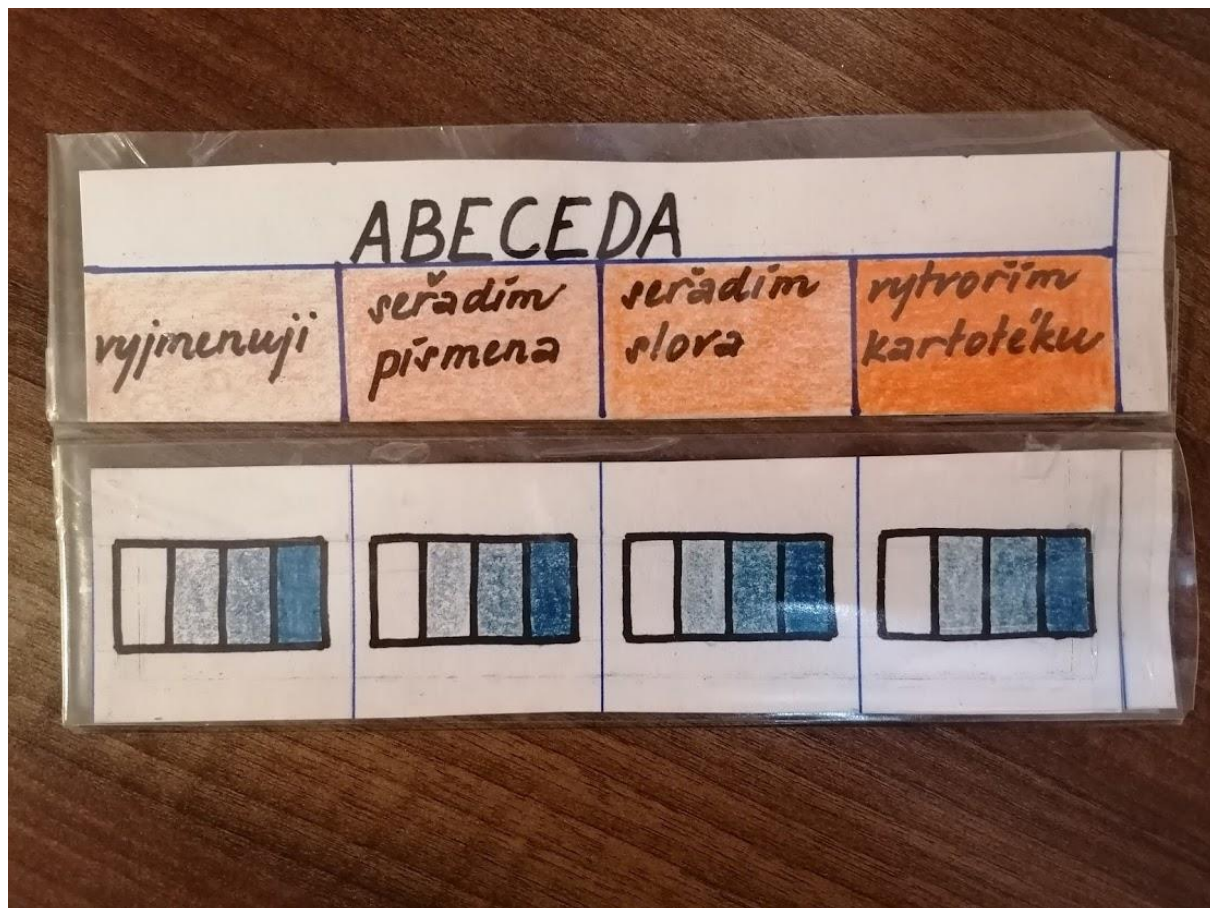 ABECEDA
vyjmenuji
seřadím
písmena
seřadím
slova
vytvořím
kartotéku